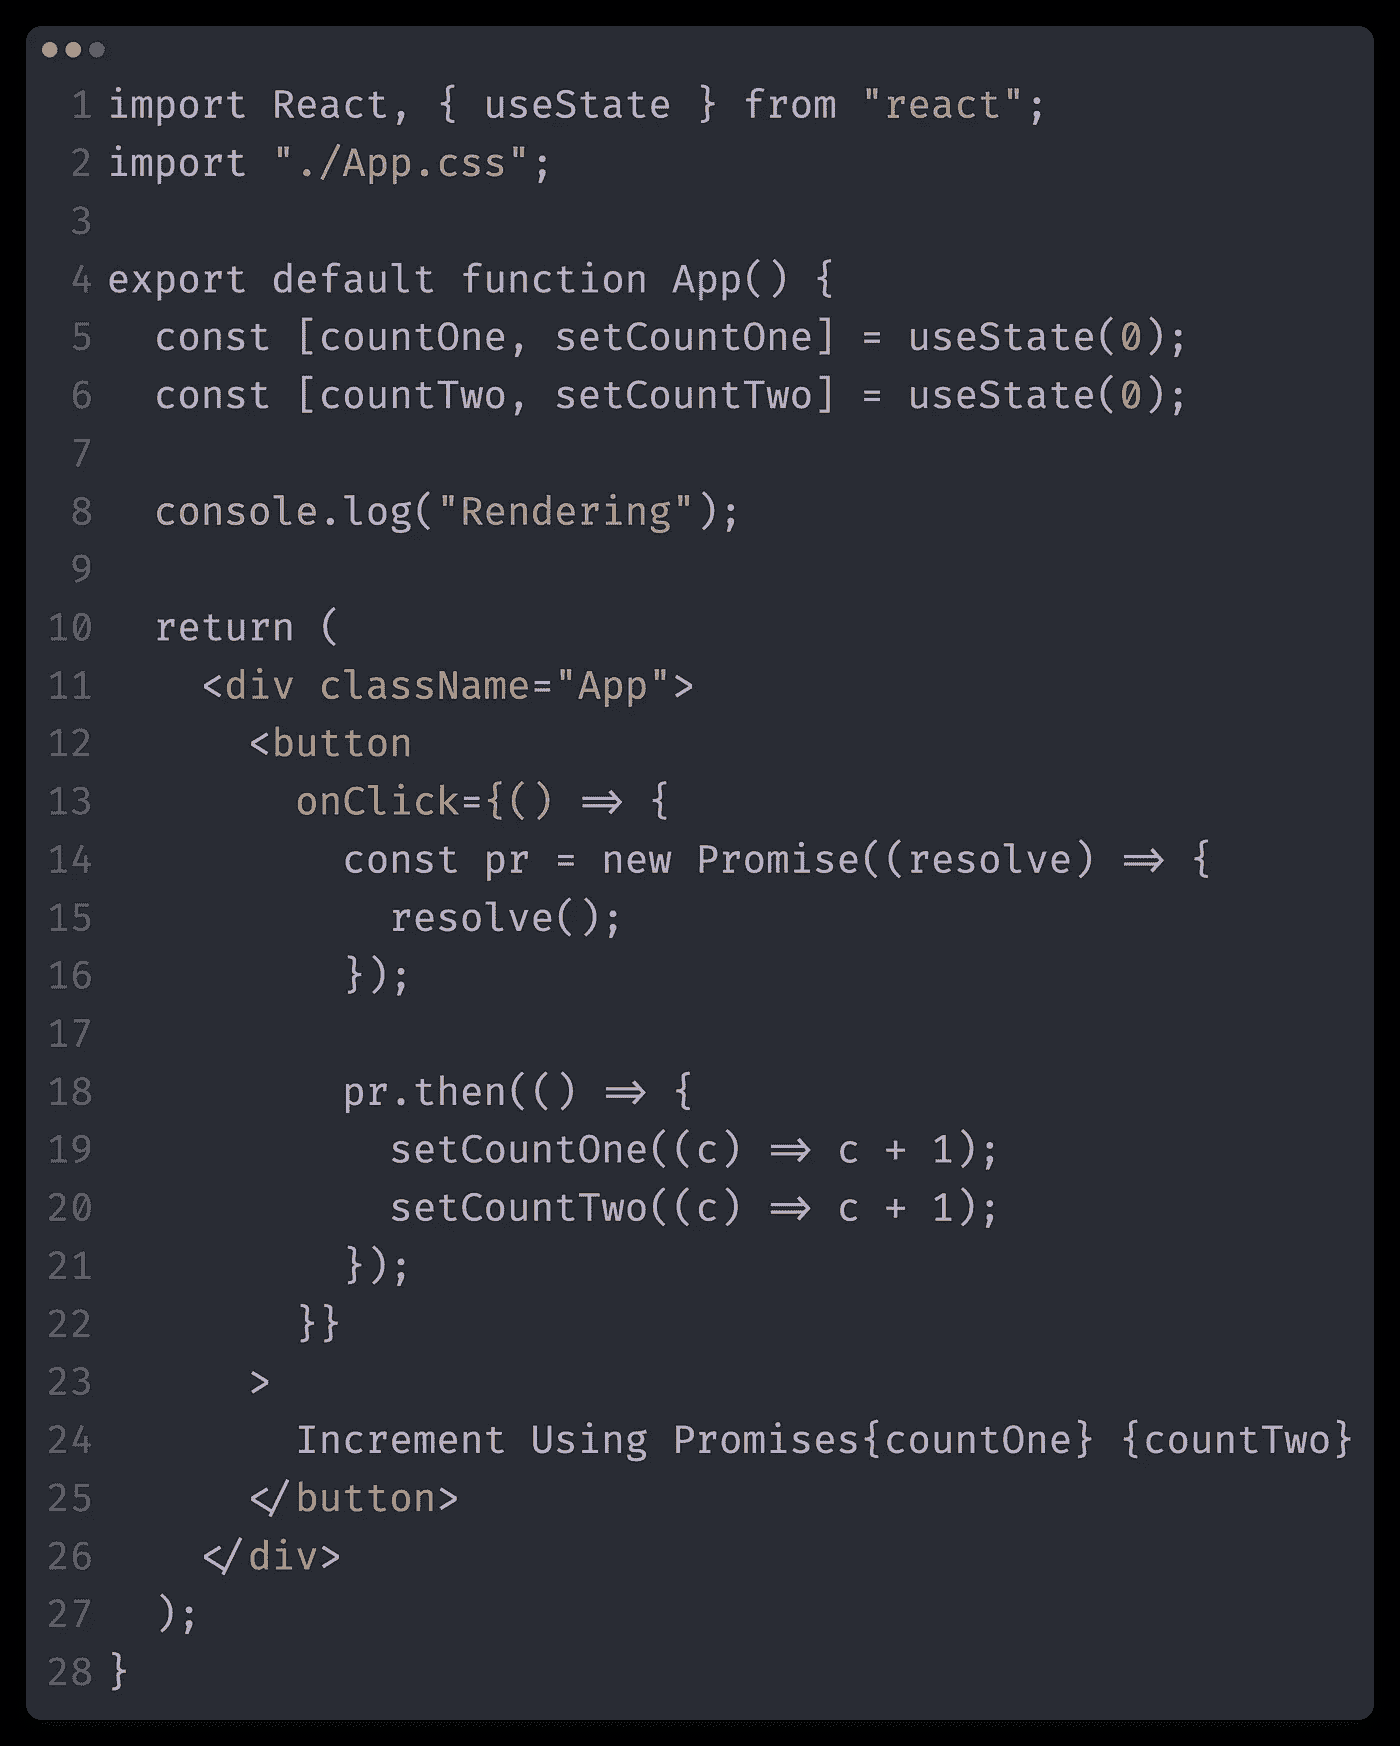 1 import React, { useState } from "react";
2 import "./App.css";
3
4 export default function App() {
5   const [countOne, setCountOne] = useState(0);
6   const [countTwo, setCountTwo] = useState(0);
7
8   console.log("Rendering");
9
10   return (
11     <div className="App">
12       <button
13         onClick={() => {
14           const pr = new Promise((resolve) => {
15             resolve();
16           });
17
18           pr.then(() => {
19             setCountOne((c) => c + 1);
20             setCountTwo((c) => c + 1);
21           });
22         }}
23       >
24         Increment Using Promises{countOne} {countTwo}
25       </button>
26     </div>
27   );
28 }